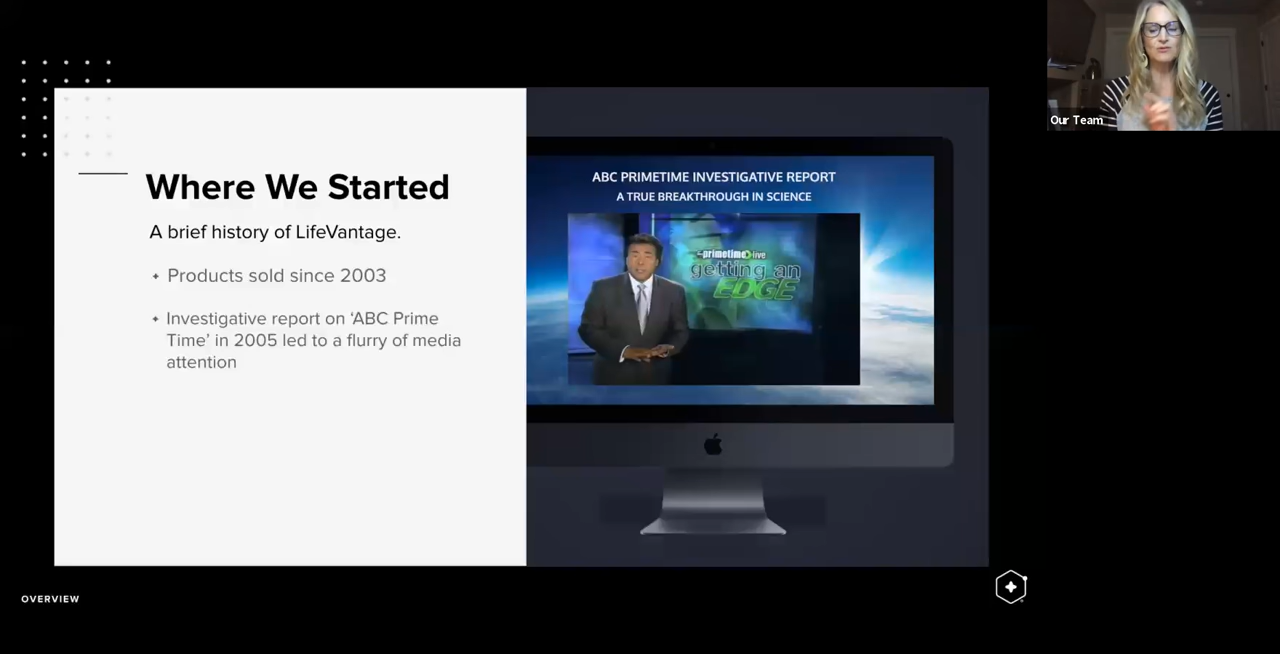 Our Team
Where We Started
A brief history of LifeVantage.
Products sold since 2003
Investigative report on ‘ABC Prime
Time’ in 2005 led to a flurry of media
attention
ABC PRIMETIME INVESTIGATIVE REPORT
A TRUE BREAKTHROUGH IN SCIENCE
primetime live
getting an
EDGE
OVERVIEW